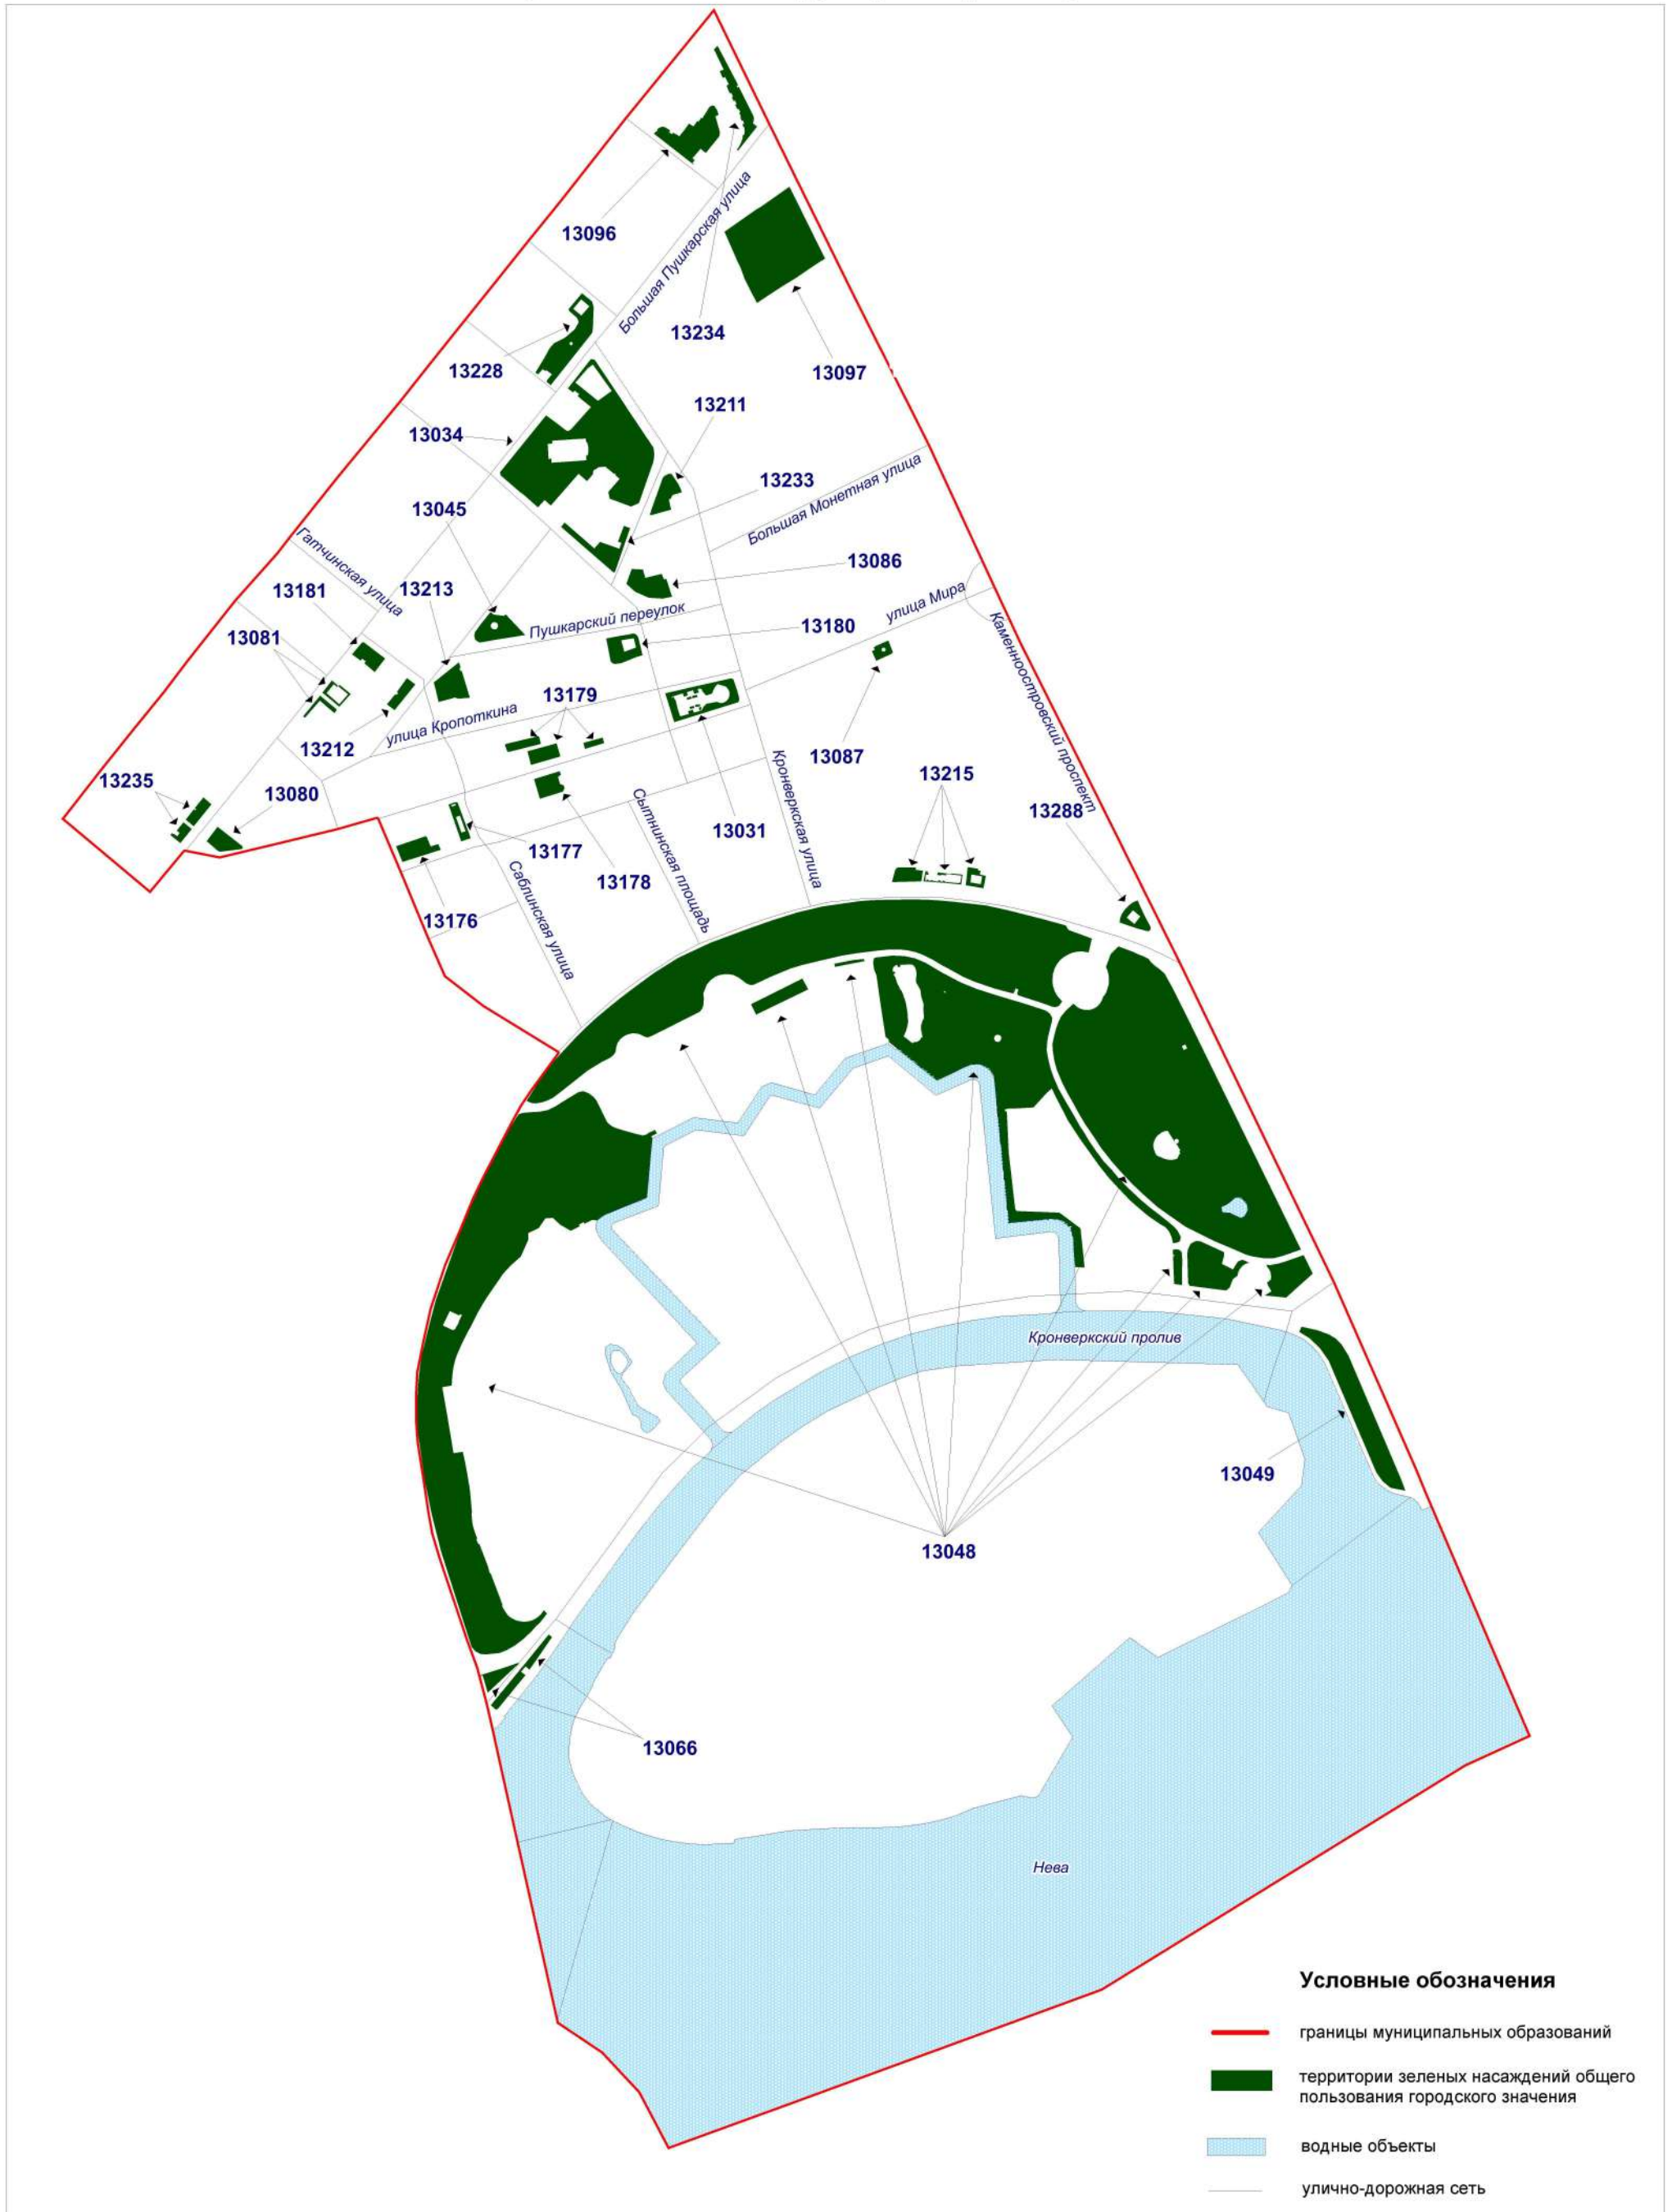 13096
Большая Пушкарская улица
13234
13228
13097
13211
13034
13233
13045
Большая Монетная улица
Гатчинская улица
13086
13181
13213
улица Мира
Пушкарский переулок
13180
13081
Каменноостровский проспект
13179
улица Кропоткина
13212
13087
13235
13080
13215
Кронверкская улица
13288
Сытнинская площадь
13031
13177
13178
Саблинская улица
13176
Кронверкский пролив
13049
13048
13066
Нева
Условные обозначения
границы муниципальных образований
территории зеленых насаждений общего
пользования городского значения
водные объекты
улично-дорожная сеть